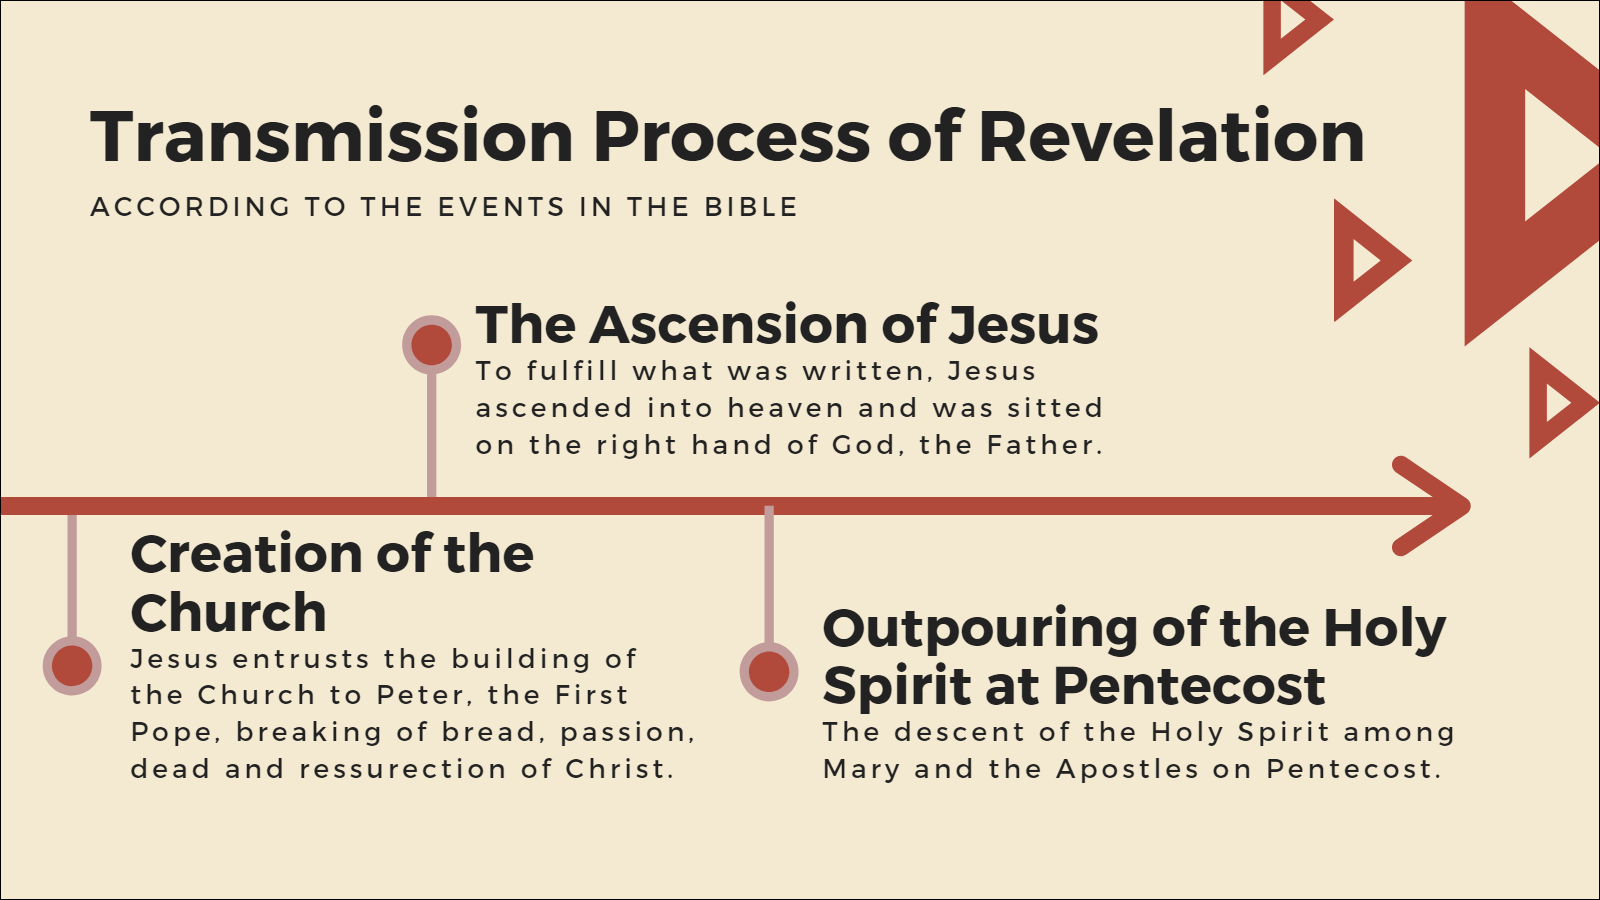 Transmission Process of Revelation
ACCORDING TO THE EVENTS IN THE BIBLE
The Ascension of Jesus
To fulfill what was written, Jesus
ascended into heaven and was sitted
on the right hand of God, the Father.
Creation of the
Church
Jesus entrusts the building of
the Church to Peter, the First
Pope, breaking of bread, passion,
dead and ressurection of Christ.
Outpouring of the Holy
Spirit at Pentecost
The descent of the Holy Spirit among
Mary and the Apostles on Pentecost.